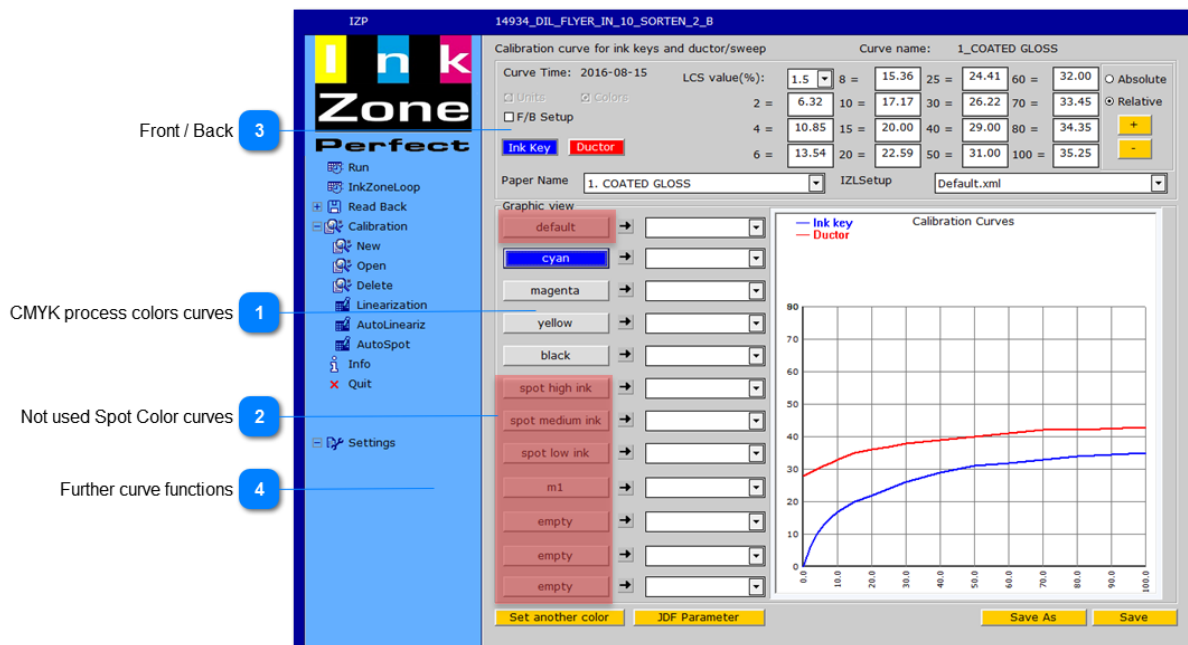 IZP
14934_DIL_FLYER_IN_10_SORTEN_2_B
Ink
Zone
Perfect
Run
InkZoneLoop
Read Back
Calibration
New
Open
Delete
Linearization
AutoLineariz
AutoSpot
Info
Quit
Settings
Front / Back 3
CMYK process colors curves 1
Not used Spot Color curves 2
Further curve functions 4
Calibration curve for ink keys and ductor/sweep Curve name: 1_COATED GLOSS
Curve Time: 2016-08-15 LCS value(%): 1.5 8 = 15.36 25 = 24.41 60 = 32.00 Absolute
Units Colors 2 = 6.32 10 = 17.17 30 = 26.22 70 = 33.45 Relative
F/B Setup 4 = 10.85 15 = 20.00 40 = 29.00 80 = 34.35 +
Ink Key Ductor 6 = 13.54 20 = 22.59 50 = 31.00 100 = 35.25 -
Paper Name 1. COATED GLOSS IZLSetup Default.xml
Graphic view
default
cyan
magenta
yellow
black
spot high ink
spot medium ink
spot low ink
m1
empty
empty
empty
Ink key
Ductor
Calibration Curves
80
70
60
50
40
30
20
10
0
0.0 10.0 20.0 30.0 40.0 50.0 60.0 70.0 80.0 90.0 100.0
Set another color JDF Parameter Save As Save